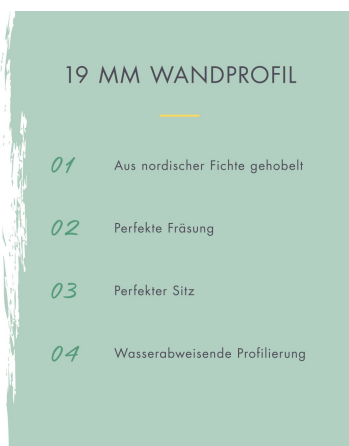 19 MM WANDPROFIL
01 Aus nordischer Fichte gehobelt
02 Perfekte Fräsung
03 Perfekter Sitz
04 Wasserabweisende Profilierung